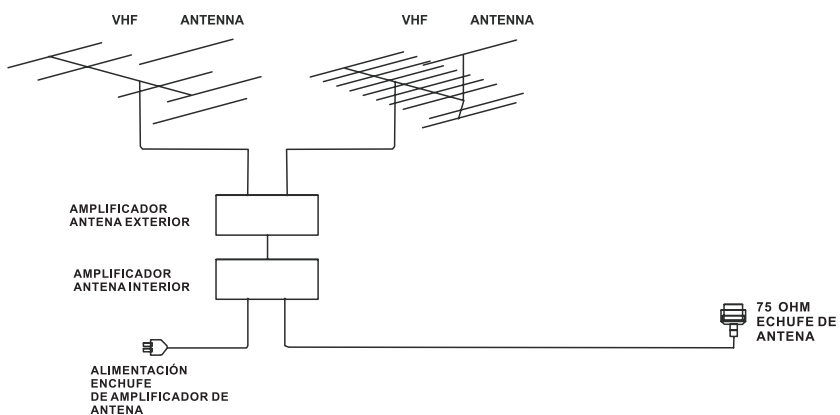 VHF ANTENNA
VHF ANTENNA
AMPLIFICADOR
ANTENA EXTERIOR
AMPLIFICADOR
ANTENA INTERIOR
75 OHM
ECHUFE DE
ANTENA
ALIMENTACIÓN
ENCHUFE
DE AMPLIFICADOR DE
ANTENA